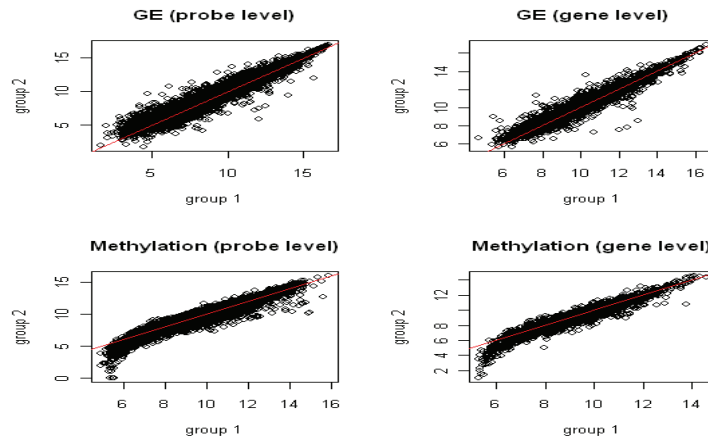 GE (probe level)
group 2
5 10 15
5 10 15
group 1
GE (gene level)
group 2
6 8 10 12 14
6 8 10 12 14 16
group 1
Methylation (probe level)
group 2
0 5 10 15
6 8 10 12 14 16
group 1
Methylation (gene level)
group 2
2 4 6 8 12
6 8 10 12 14
group 1